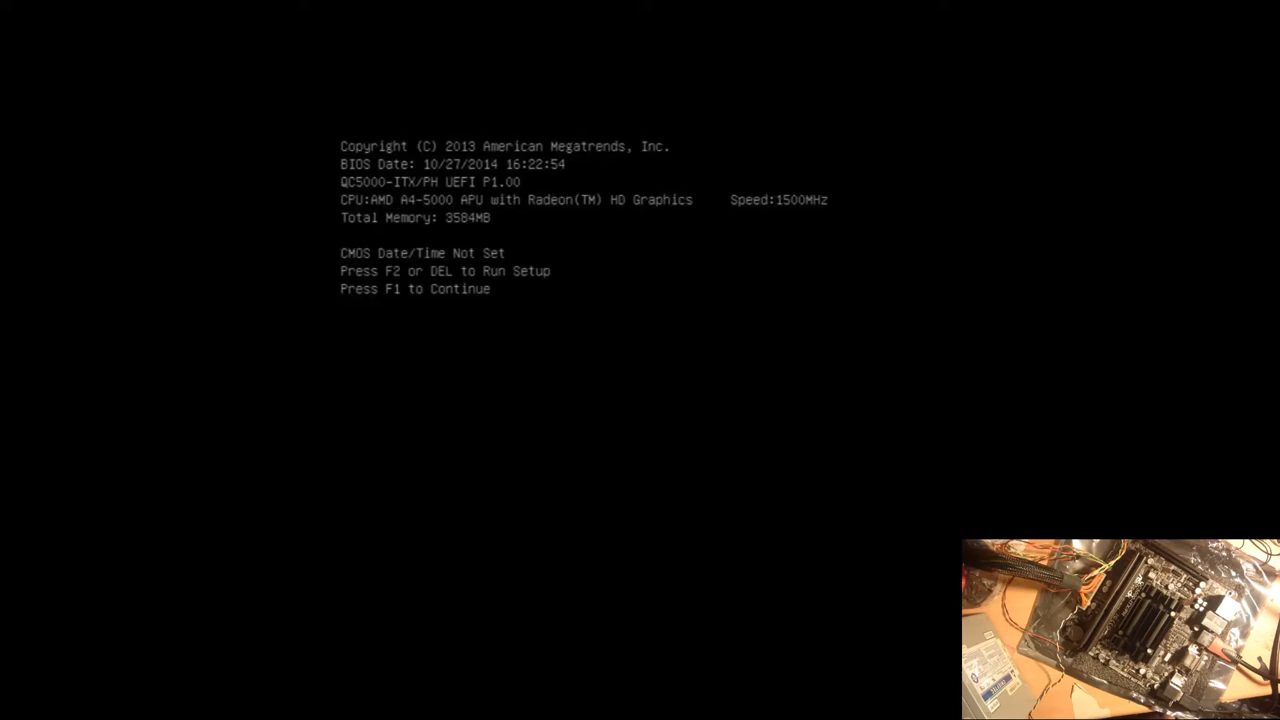 Copyright (C) 2013 American Megatrends, Inc.
BIOS Date: 10/27/2014 16:22:54
QC5000-ITX/PH UEFI P1.00
CPU:AMD A4-5000 APU with Radeon(TM) HD Graphics Speed:1500MHz
Total Memory: 3584MB
CMOS Date/Time Not Set
Press F2 or DEL to Run Setup
Press F1 to Continue